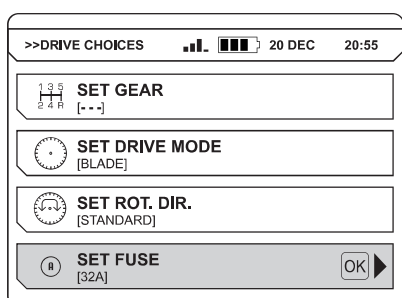 >>DRIVE CHOICES 20 DEC 20:55
1 3 5
2 4 R
SET GEAR
[---]
SET DRIVE MODE
[BLADE]
SET ROT. DIR.
[STANDARD]
A
SET FUSE
[32A]
OK